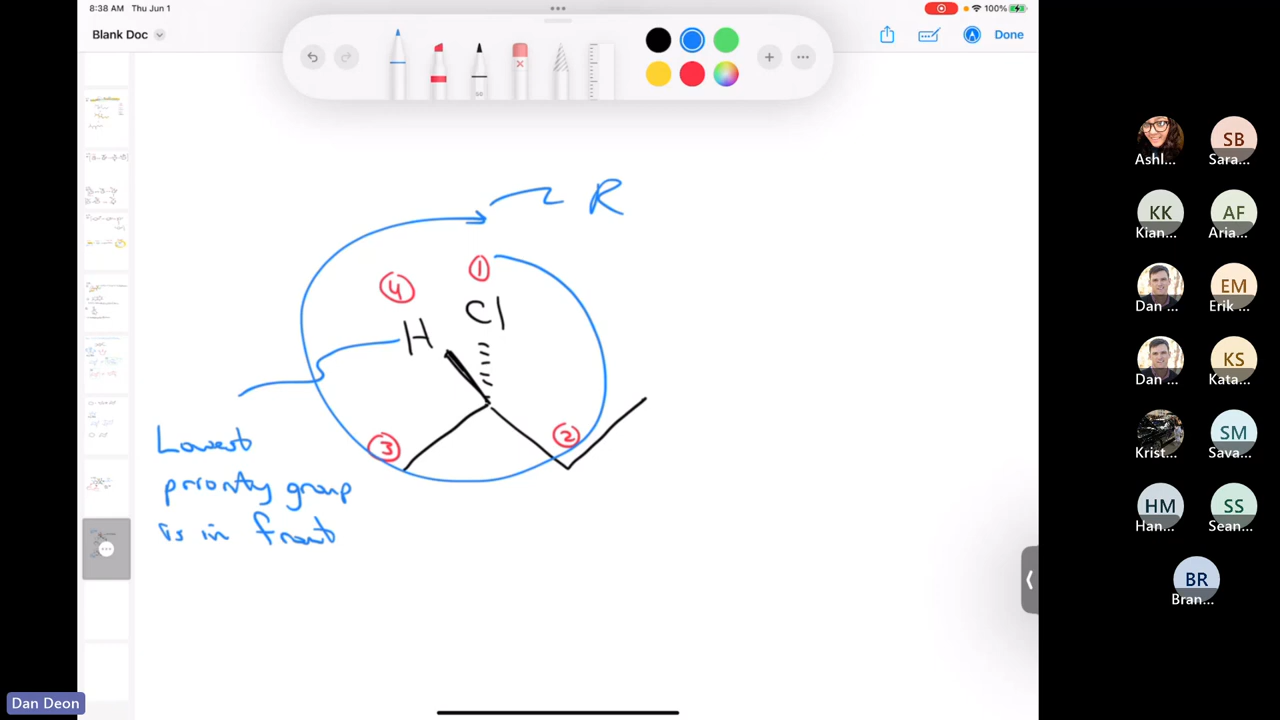 8:38 AM Thu Jun 1
100%
Blank Doc
Done
R
4
1
H
Cl
3
2
Lowest
priority group
is in front
Ashl...
SB
Sara...
KK
Kian...
AF
Aria...
Dan ...
EM
Erik ...
Dan ...
KS
Kata...
Krist...
SM
Sava...
HM
Han...
SS
Sean...
BR
Bran...
Dan Deon